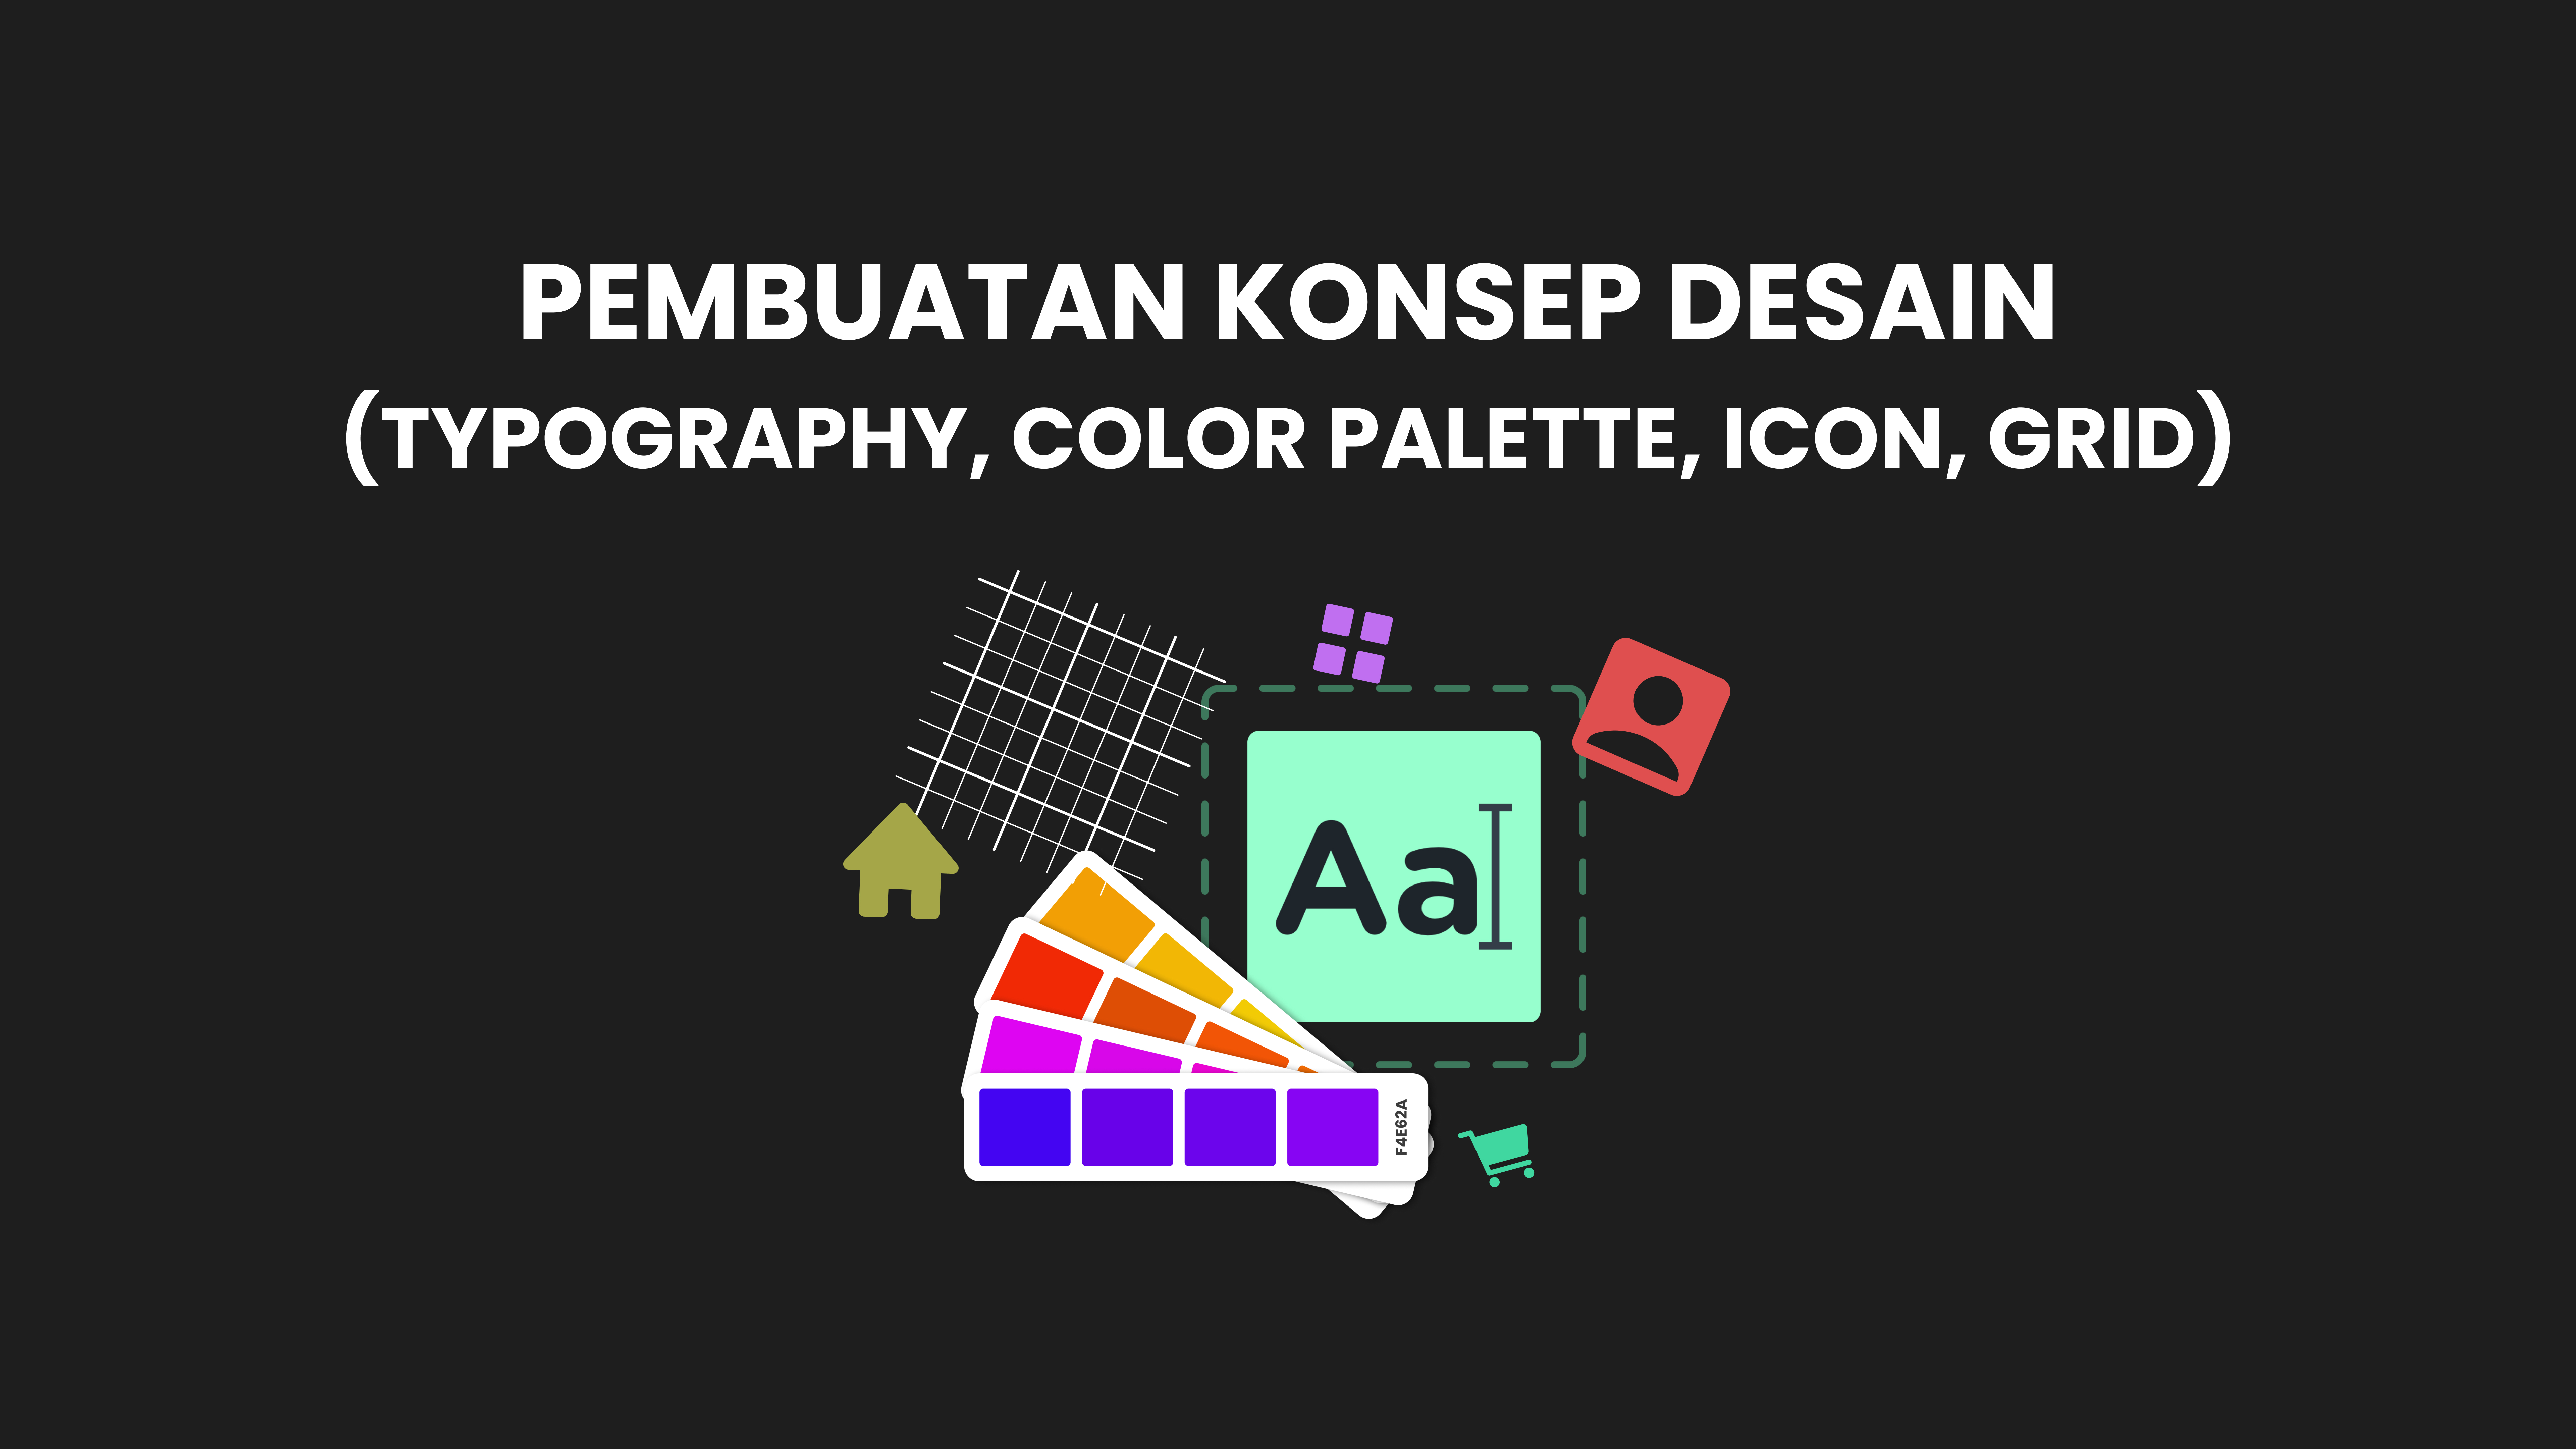 PEMBUATAN KONSEP DESAIN
(TYPOGRAPHY, COLOR PALETTE, ICON, GRID)
Aa
F4E62A